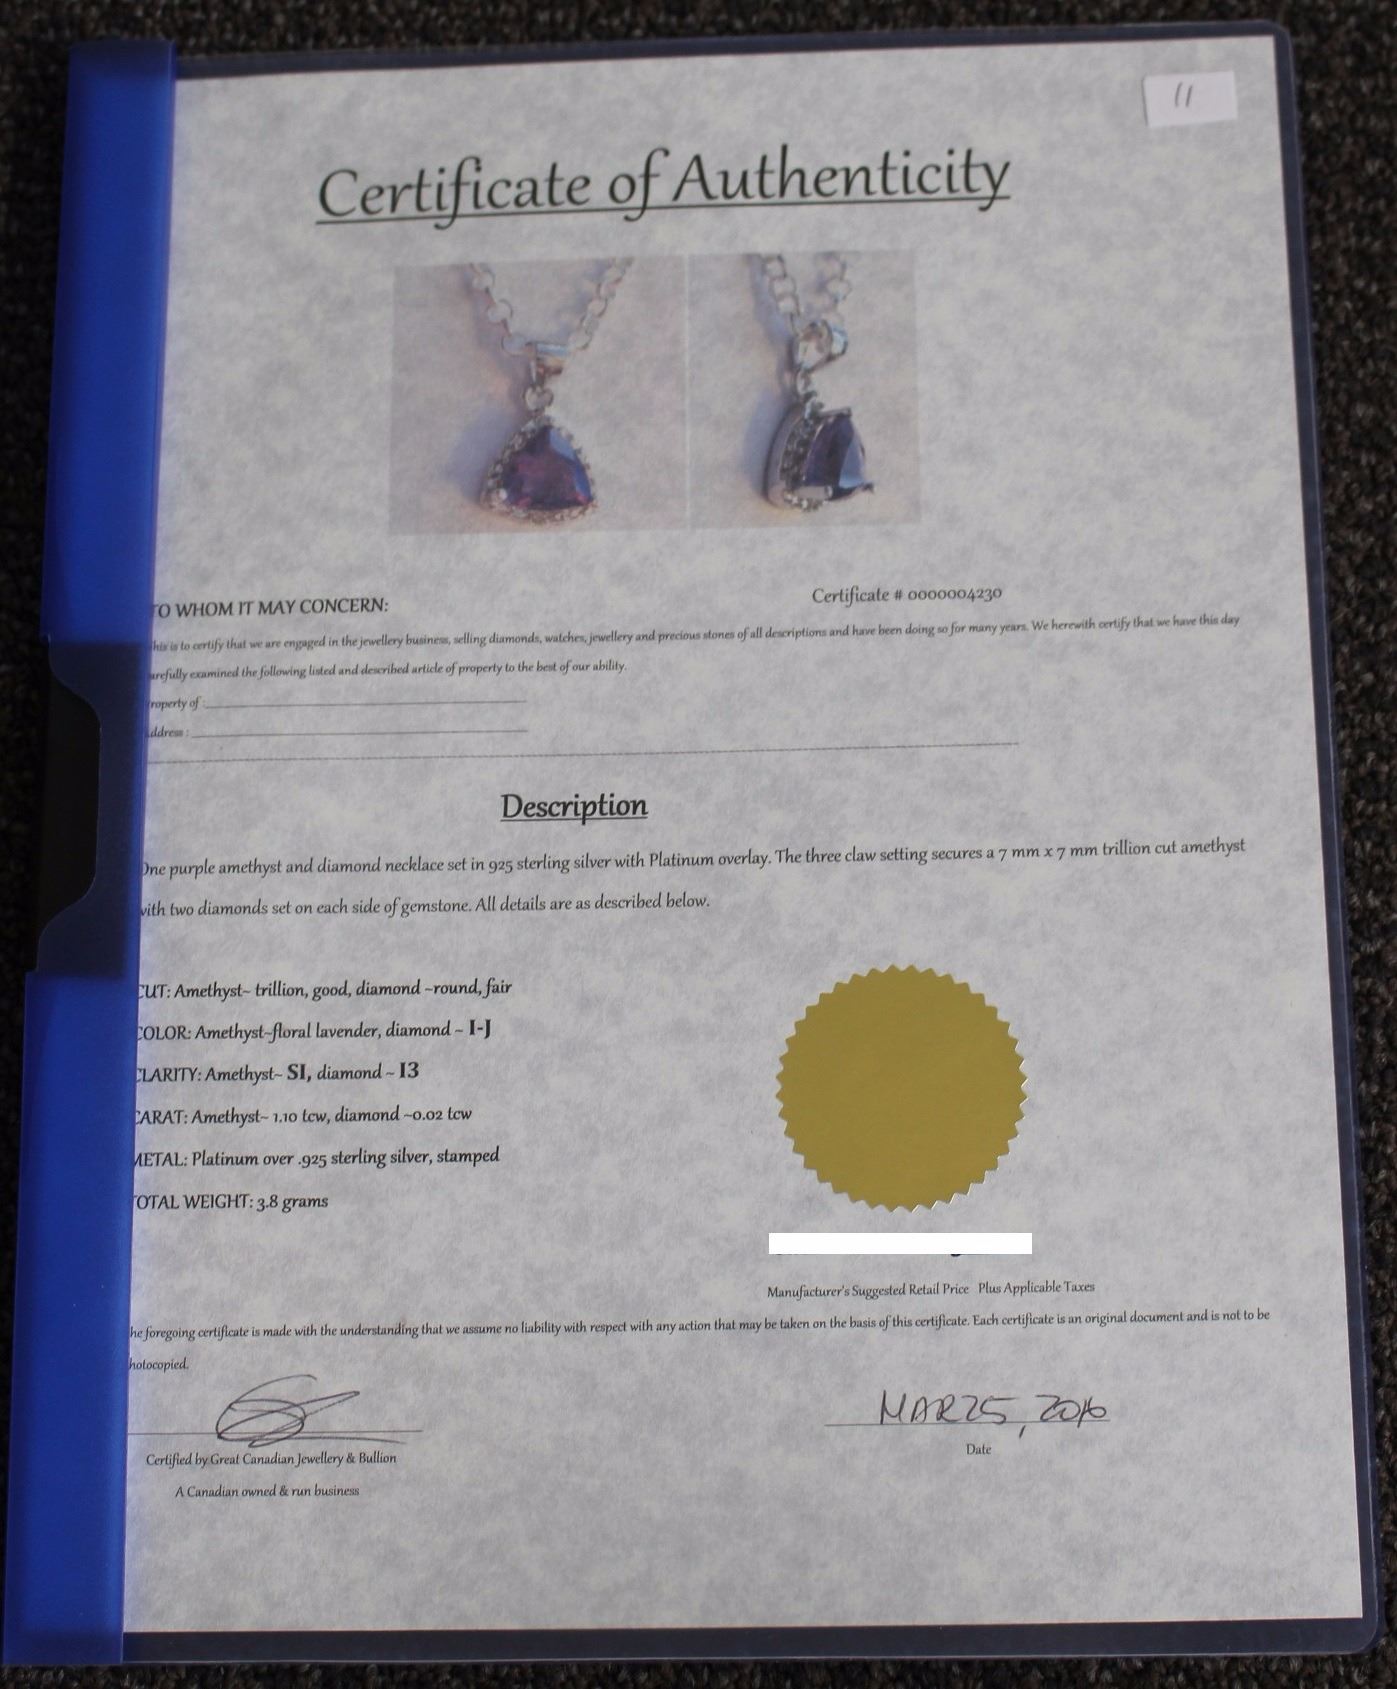 11
Certificate of Authenticity
TO WHOM IT MAY CONCERN:
Certificate # 0000004230
his is to certify that we are engaged in the jewellery business, selling diamonds, watches, jewellery and precious stones of all descriptions and have been doing so for many years. We herewith certify that we have this day
arefully examined the following listed and described article of property to the best of our ability.
roperty of :
ddress :
Description
One purple amethyst and diamond necklace set in 925 sterling silver with Platinum overlay. The three claw setting secures a 7 mm x 7 mm trillion cut amethyst
with two diamonds set on each side of gemstone. All details are as described below.
CUT: Amethyst~ trillion, good, diamond ~round, fair
COLOR: Amethyst~floral lavender, diamond ~ I-J
CLARITY: Amethyst~ SI, diamond ~ I3
CARAT: Amethyst~ 1.10 tcw, diamond ~0.02 tcw
METAL: Platinum over .925 sterling silver, stamped
TOTAL WEIGHT: 3.8 grams
Manufacturer's Suggested Retail Price Plus Applicable Taxes
he foregoing certificate is made with the understanding that we assume no liability with respect with any action that may be taken on the basis of this certificate. Each certificate is an original document and is not to be
hotocopied.
MAR 25, 2016
Certified by Great Canadian Jewellery & Bullion
Date
A Canadian owned & run business